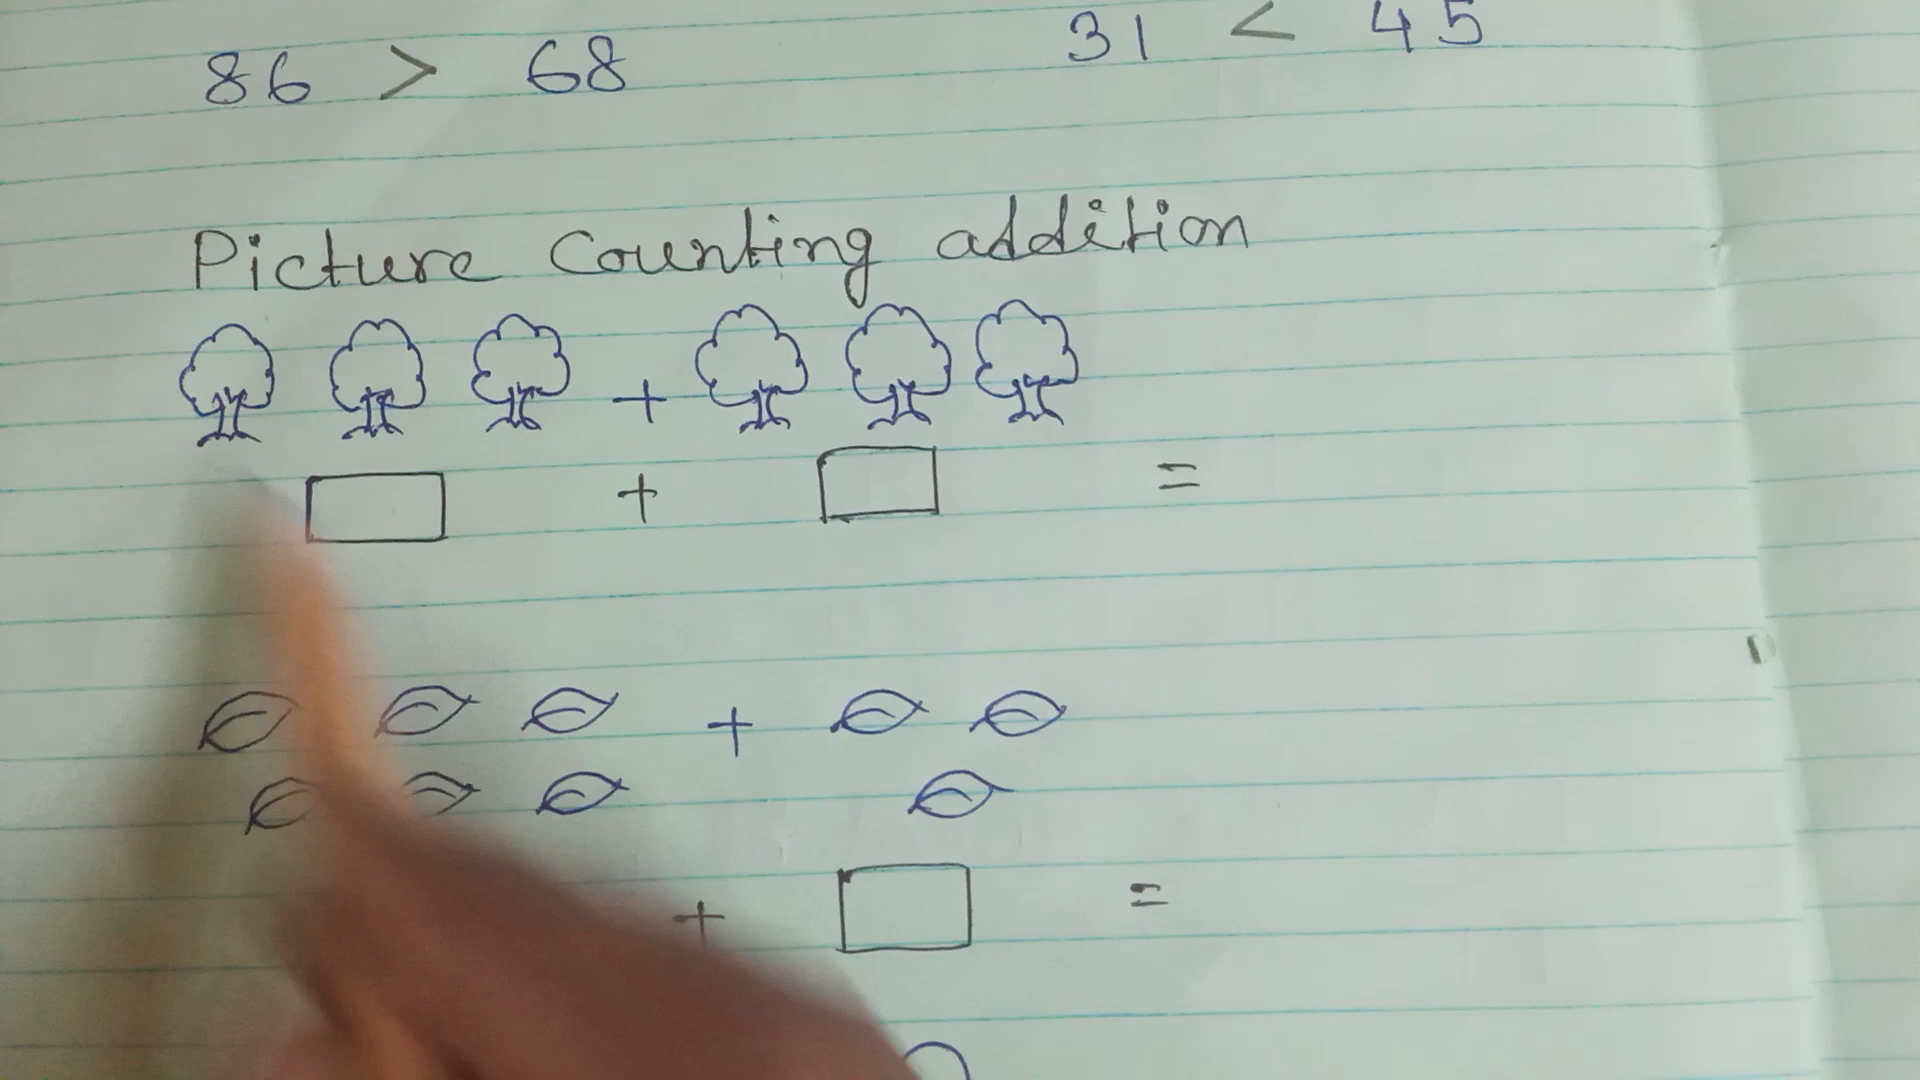 86 > 68 31 < 45
Picture Counting addition
+
+ =
+
+ =